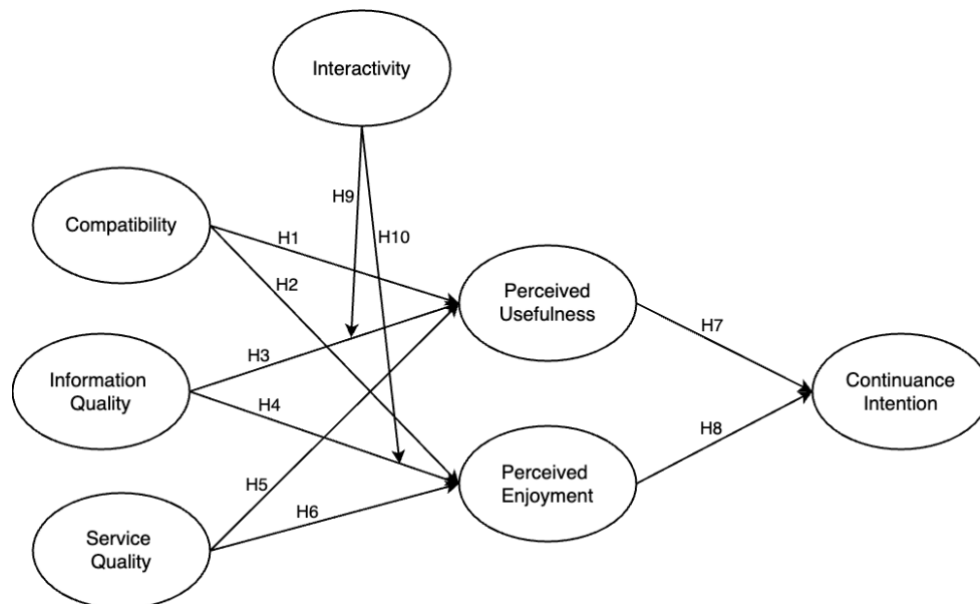 Interactivity
H9
Compatibility
H1
H10
H2
Perceived
Usefulness
H7
H3
Information
Quality
H4
Continuance
Intention
H8
H5
Perceived
Enjoyment
H6
Service
Quality